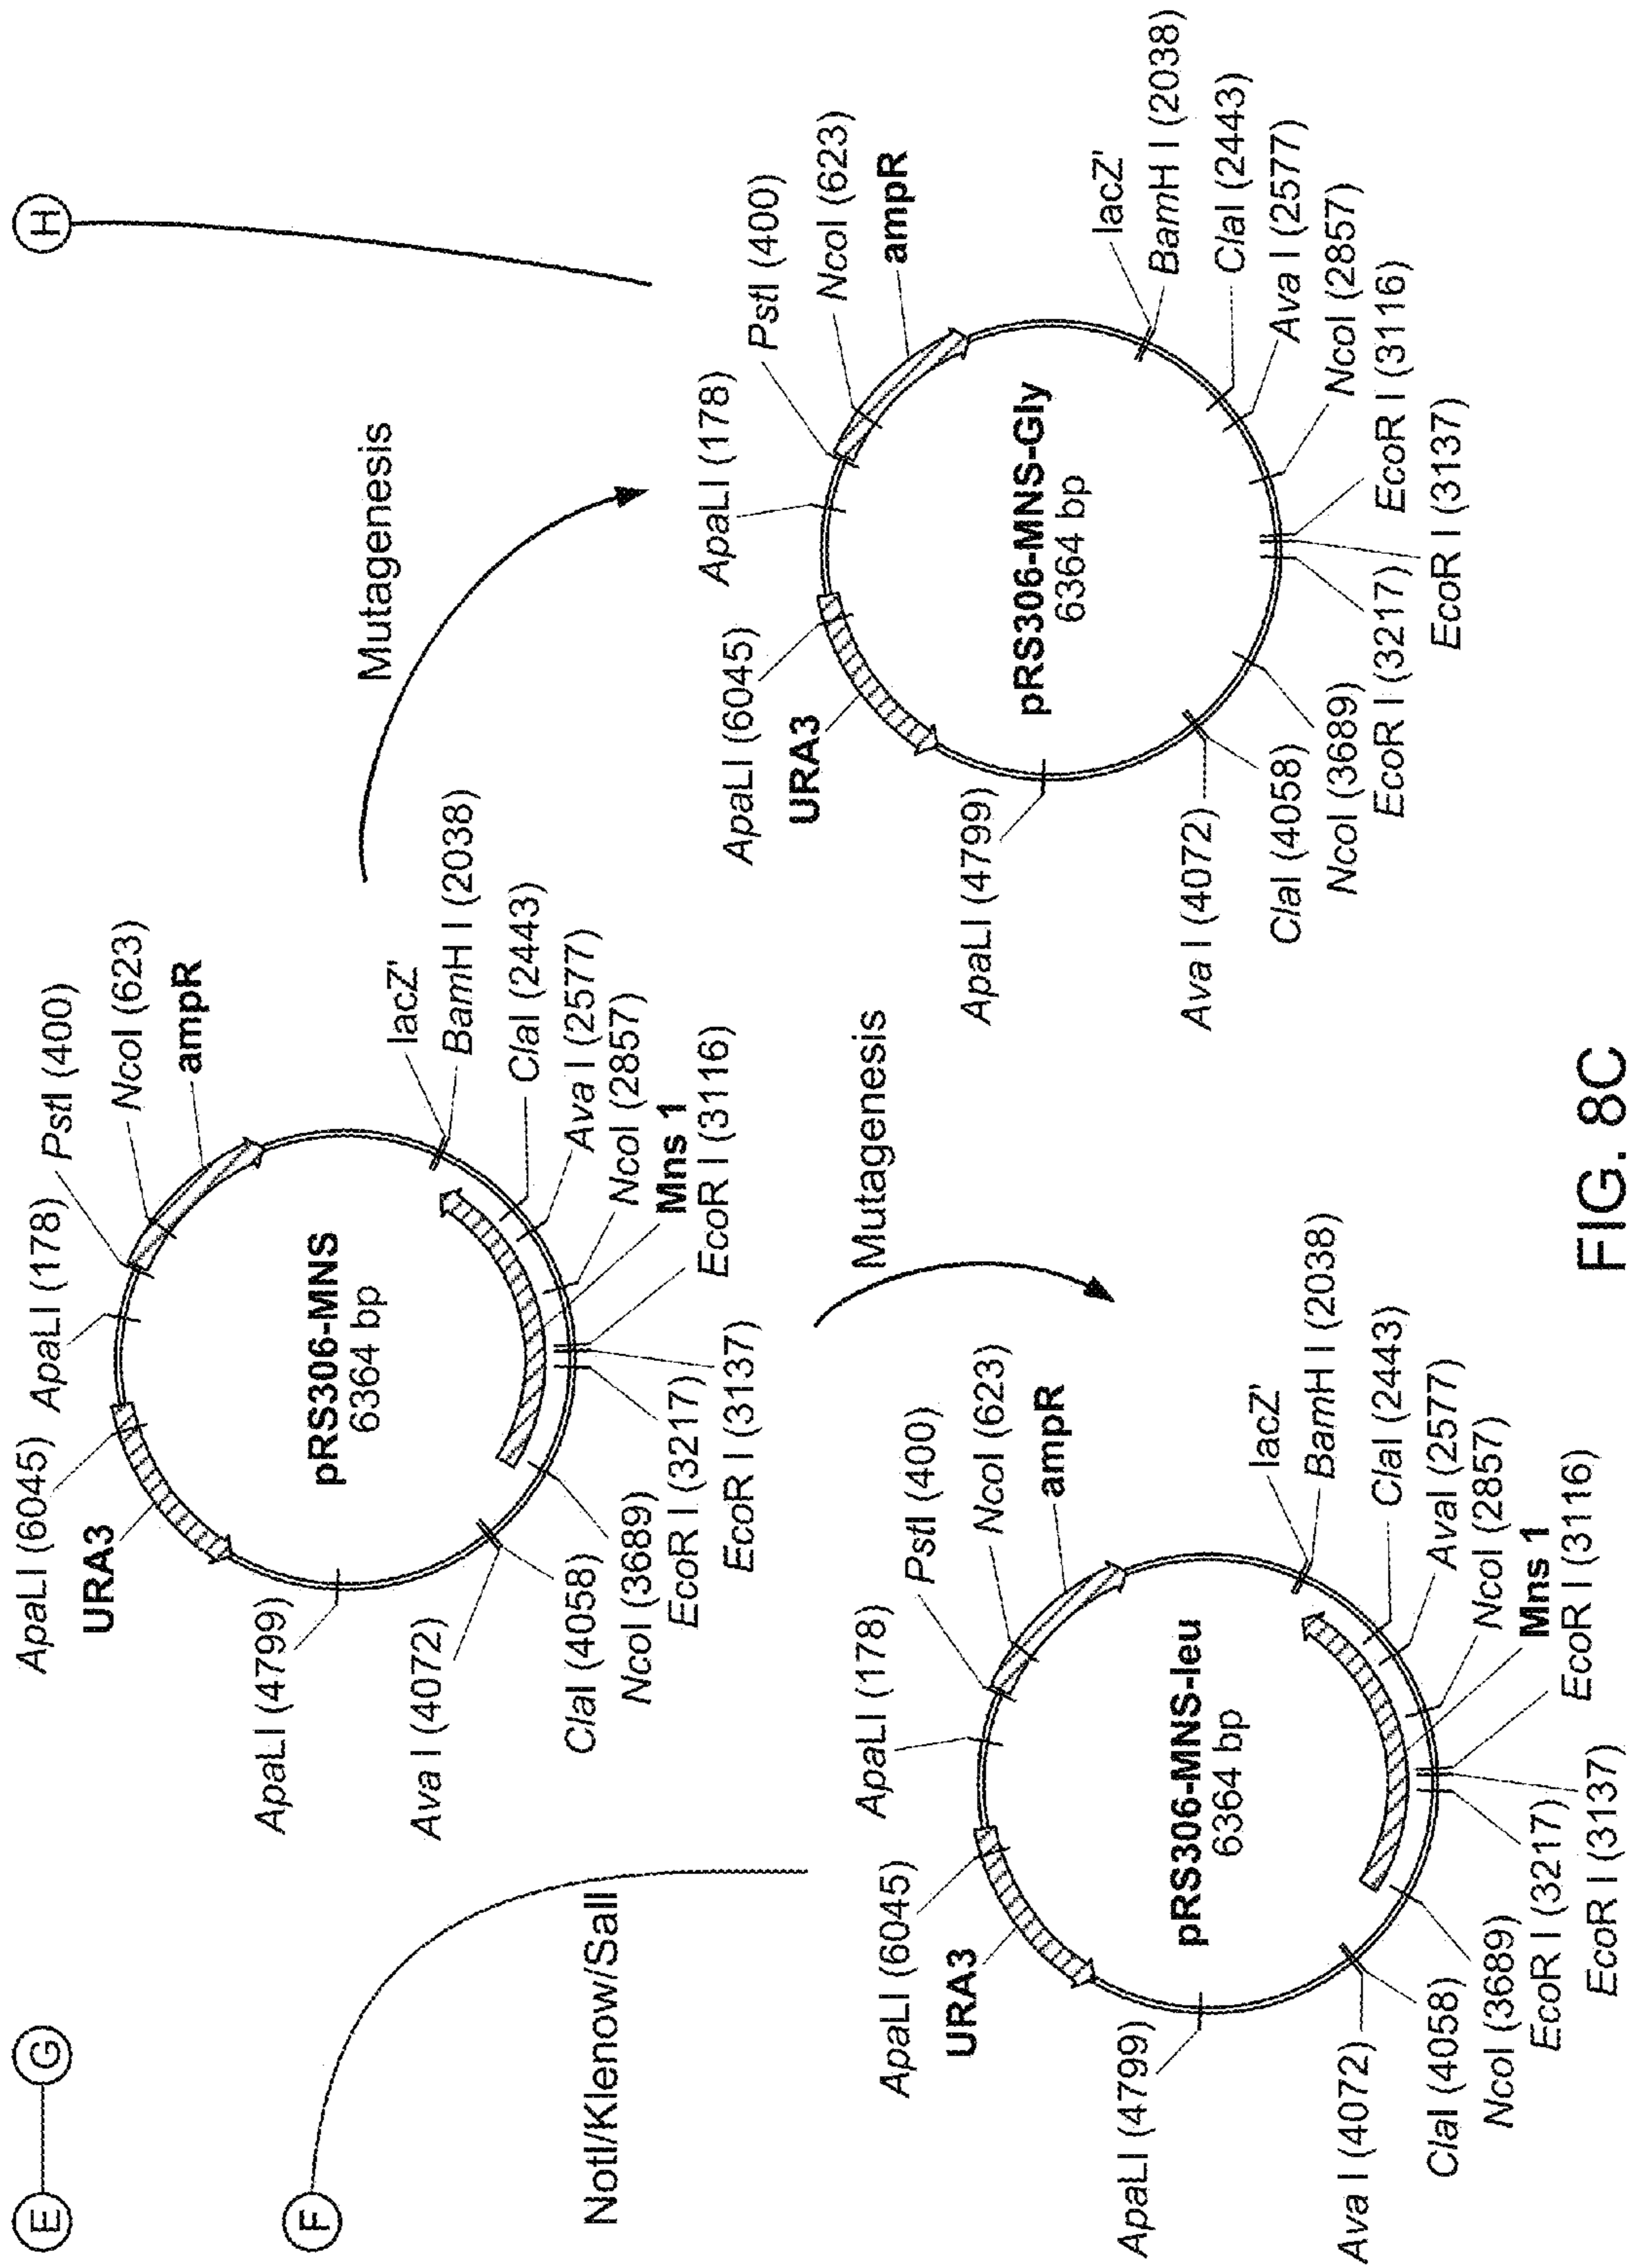 E
G
F
NotI/Klenow/SalI
H
Mutagenesis
Mutagenesis
pRS306-MNS
6364 bp
ApaLI (178)
PstI (400)
NcoI (623)
ampR
lacZ'
BamH I (2038)
ClaI (2443)
Ava I (2577)
NcoI (2857)
Mns 1
EcoR I (3116)
EcoR I (3137)
EcoR I (3217)
NcoI (3689)
ClaI (4058)
Ava I (4072)
ApaLI (4799)
URA3
ApaLI (6045)
pRS306-MNS-Gly
6364 bp
ApaLI (178)
PstI (400)
NcoI (623)
ampR
lacZ'
BamH I (2038)
ClaI (2443)
Ava I (2577)
NcoI (2857)
EcoR I (3116)
EcoR I (3137)
EcoR I (3217)
NcoI (3689)
ClaI (4058)
Ava I (4072)
ApaLI (4799)
URA3
ApaLI (6045)
pRS306-MNS-leu
6364 bp
ApaLI (178)
PstI (400)
NcoI (623)
ampR
lacZ'
BamH I (2038)
ClaI (2443)
AvaI (2577)
NcoI (2857)
Mns 1
EcoR I (3116)
EcoR I (3137)
EcoR I (3217)
NcoI (3689)
ClaI (4058)
Ava I (4072)
ApaLI (4799)
URA3
ApaLI (6045)
FIG. 8C